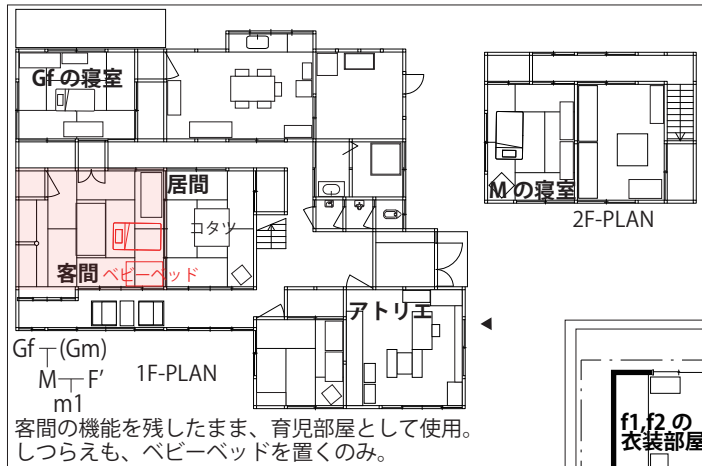 Gf の寝室
居間
コタツ
客間 ベビーベッド
アトリエ
M の寝室
2F-PLAN
Gf (Gm)
M F’
m1
1F-PLAN
客間の機能を残したまま、育児部屋として使用。
しつらえも、ベビーベッドを置くのみ。
f1,f2 の
衣装部屋